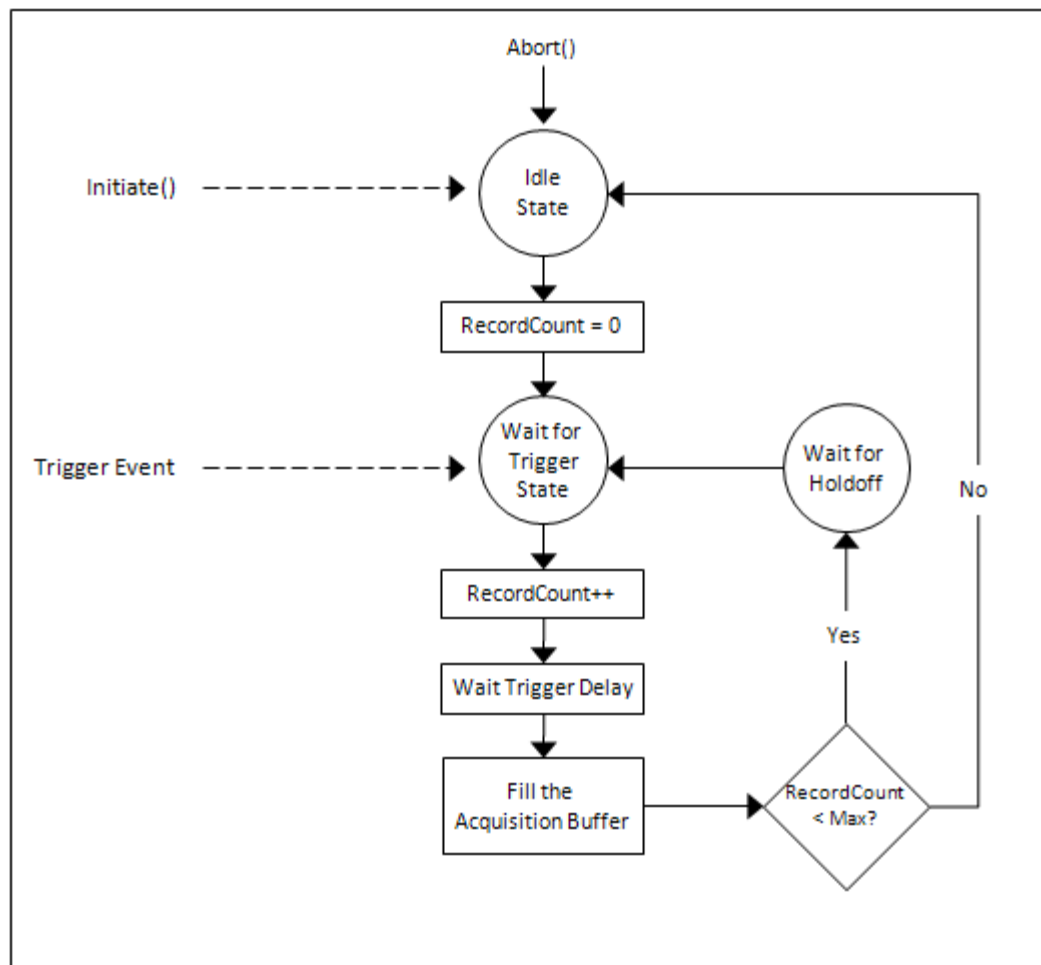 Abort()
Initiate()
Idle
State
RecordCount = 0
Wait for
Trigger
State
Trigger Event
Wait for
Holdoff
No
RecordCount++
Yes
Wait Trigger Delay
Fill the
Acquisition Buffer
RecordCount
< Max?